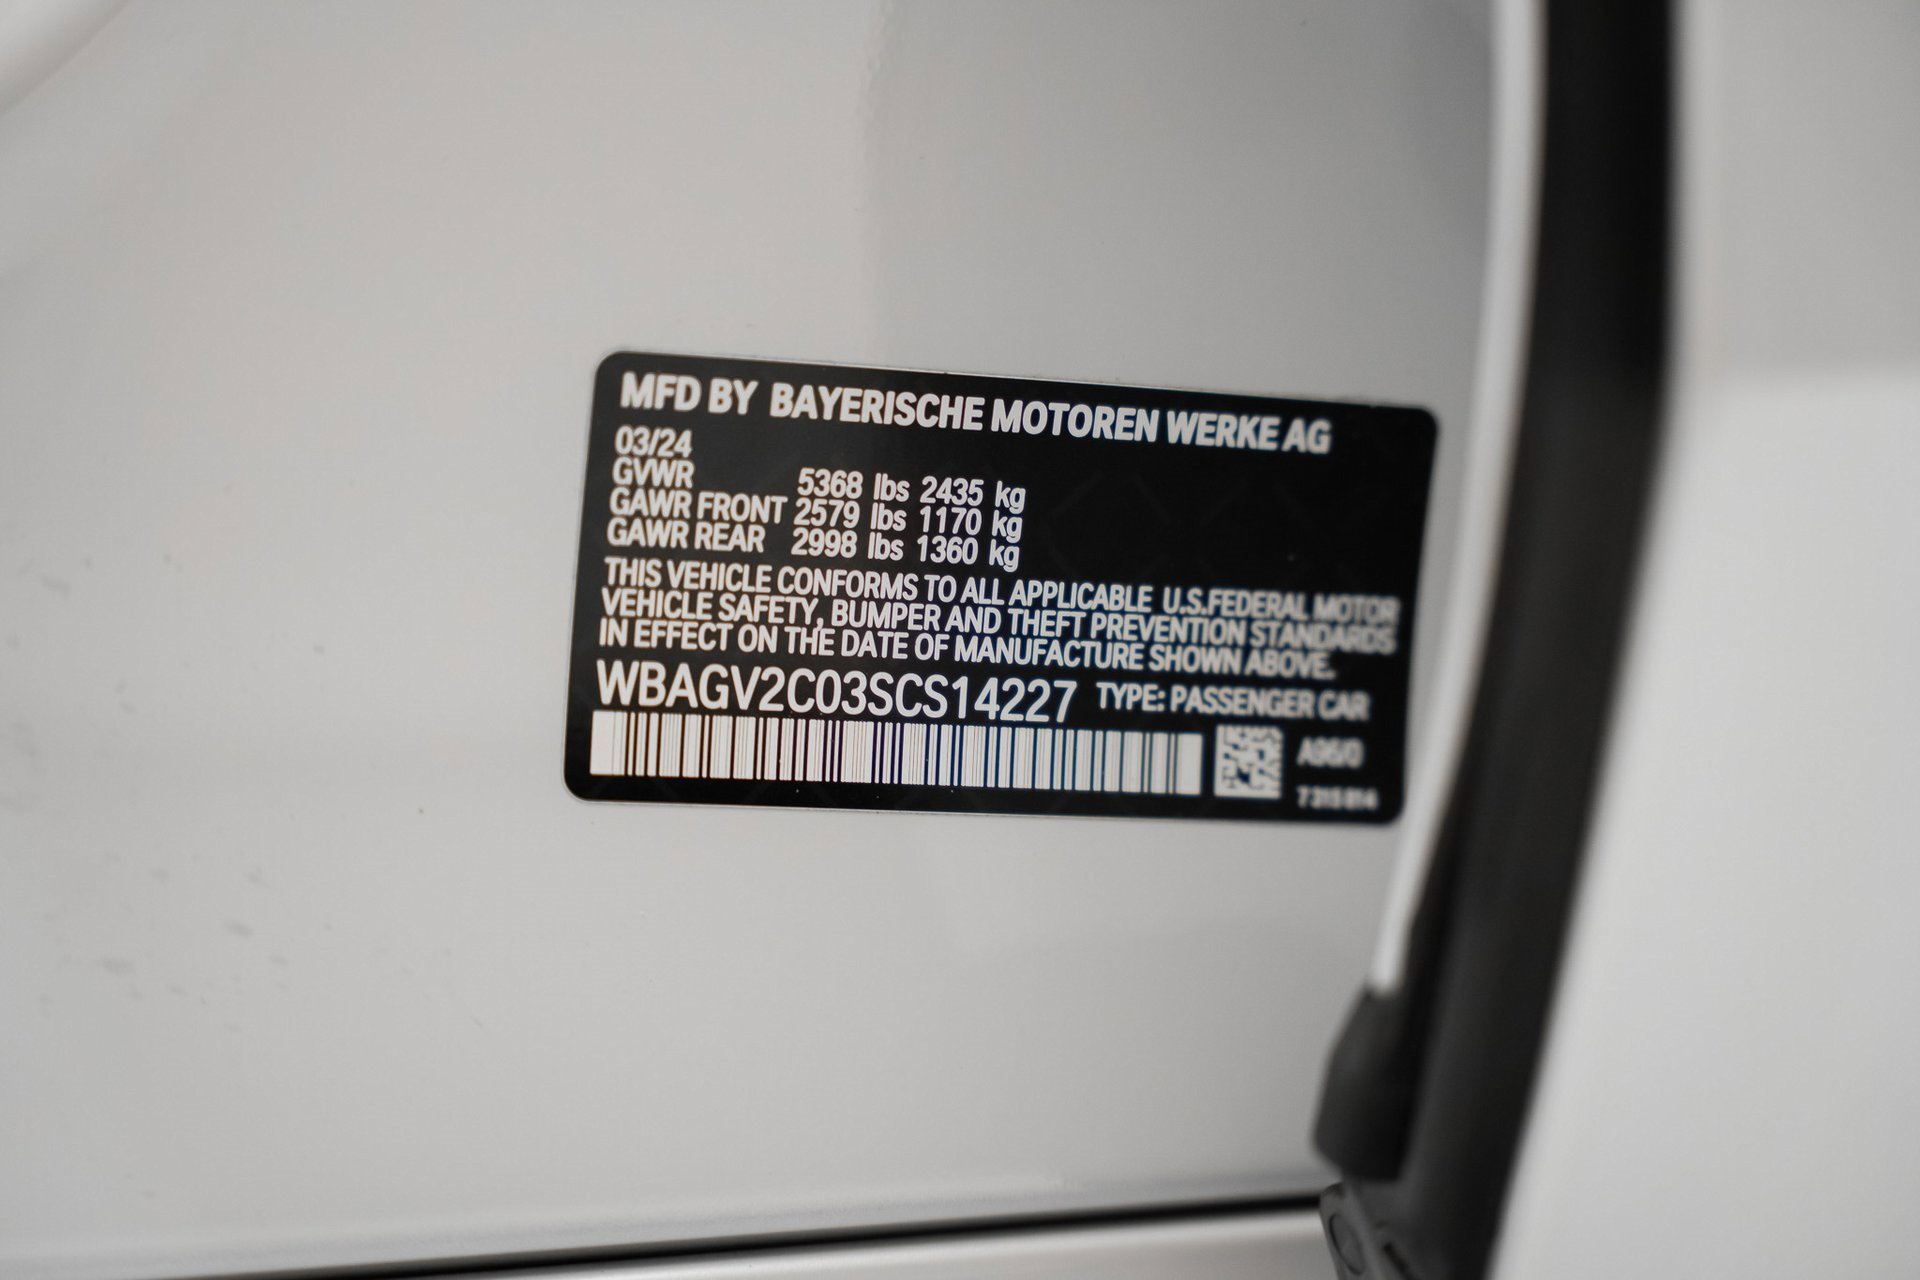 MFD BY BAYERISCHE MOTOREN WERKE AG
03/24
GVWR 5368 lbs 2435 kg
GAWR FRONT 2579 lbs 1170 kg
GAWR REAR 2998 lbs 1360 kg
THIS VEHICLE CONFORMS TO ALL APPLICABLE U.S.FEDERAL MOTOR
VEHICLE SAFETY, BUMPER AND THEFT PREVENTION STANDARDS
IN EFFECT ON THE DATE OF MANUFACTURE SHOWN ABOVE.
WBAGV2C03SCS14227 TYPE: PASSENGER CAR
A96/0